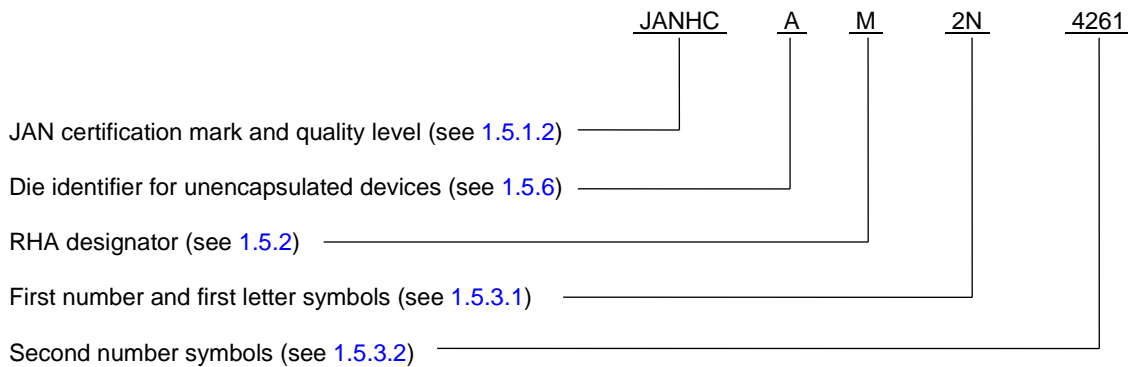 JANHC A M 2N 4261
JAN certification mark and quality level (see 1.5.1.2)
Die identifier for unencapsulated devices (see 1.5.6)
RHA designator (see 1.5.2)
First number and first letter symbols (see 1.5.3.1)
Second number symbols (see 1.5.3.2)